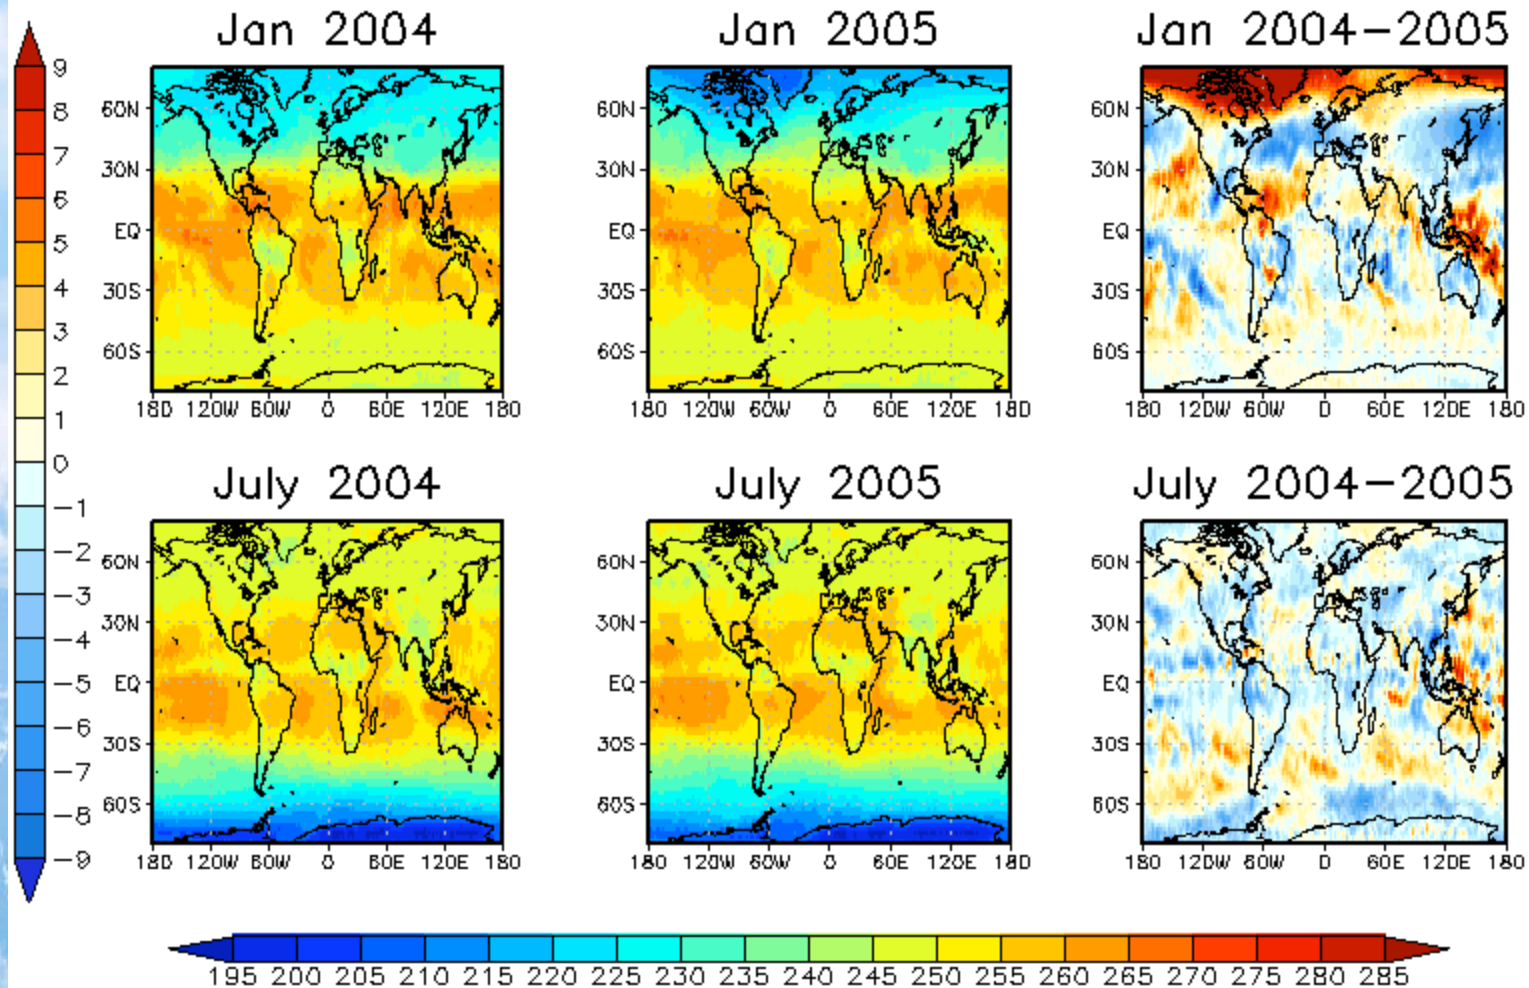 Jan 2004
Jan 2005
Jan 2004-2005
9
8
7
6
5
4
3
2
1
0
-1
-2
-3
-4
-5
-6
-7
-8
-9
60N
30N
EQ
30S
60S
180 120W 60W 0 60E 120E 180
60N
30N
EQ
30S
60S
180 120W 60W 0 60E 120E 180
60N
30N
EQ
30S
60S
180 120W 60W 0 60E 120E 180
July 2004
July 2005
July 2004-2005
60N
30N
EQ
30S
60S
180 120W 60W 0 60E 120E 180
60N
30N
EQ
30S
60S
180 120W 60W 0 60E 120E 180
60N
30N
EQ
30S
60S
180 120W 60W 0 60E 120E 180
195 200 205 210 215 220 225 230 235 240 245 250 255 260 265 270 275 280 285